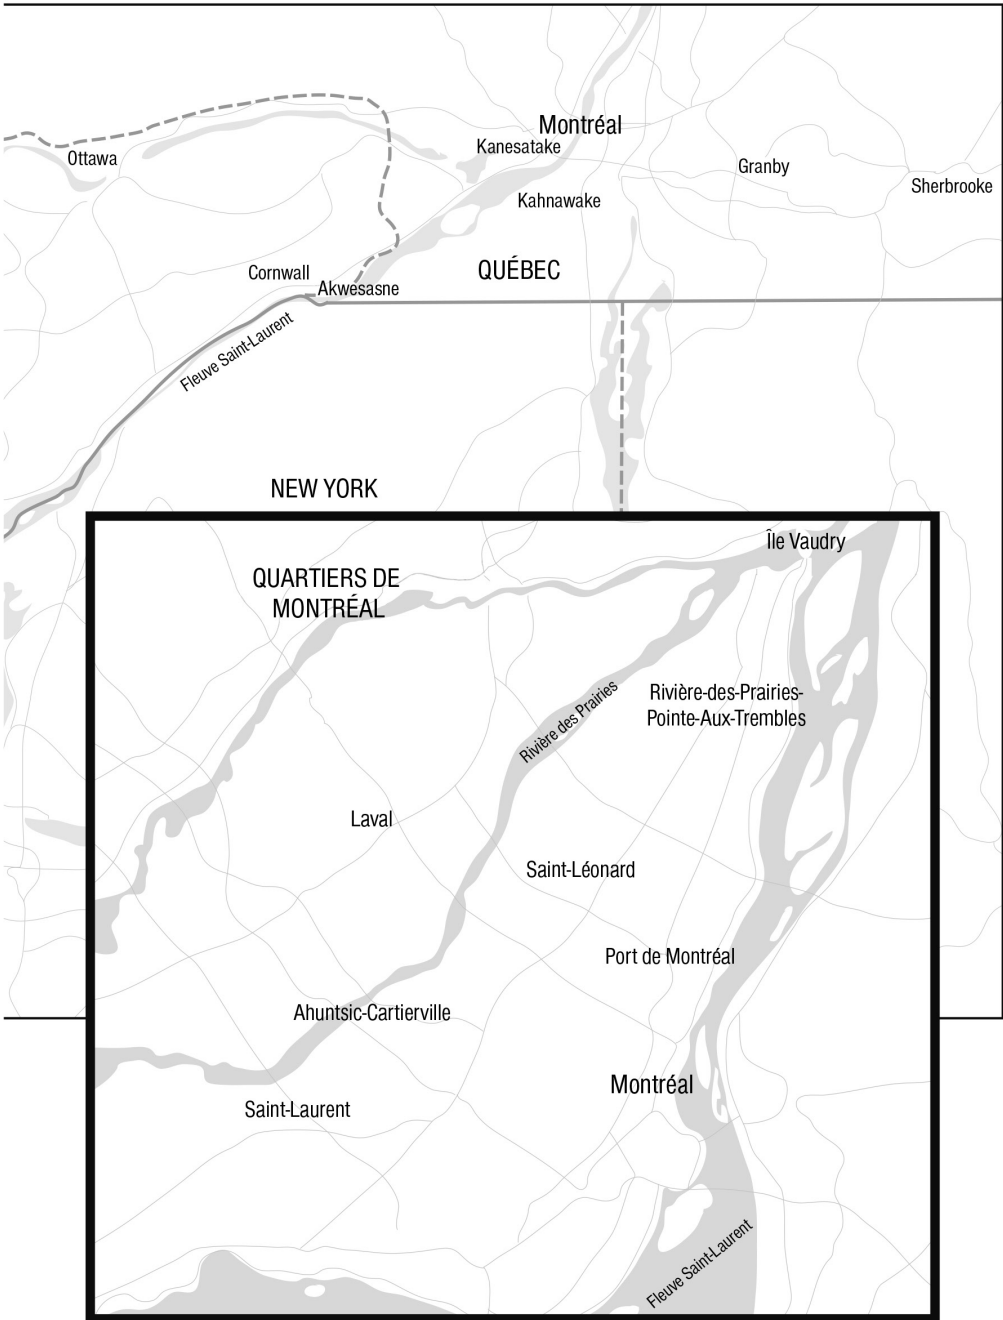 Montréal
Kanesatake
Ottawa
Granby
Sherbrooke
Kahnawake
QUÉBEC
Cornwall
Akwesasne
Fleuve Saint-Laurent
NEW YORK
Île Vaudry
QUARTIERS DE
MONTRÉAL
Rivière-des-Prairies-
Pointe-Aux-Trembles
Rivière des Prairies
Laval
Saint-Léonard
Port de Montréal
Ahuntsic-Cartierville
Montréal
Saint-Laurent
Fleuve Saint-Laurent